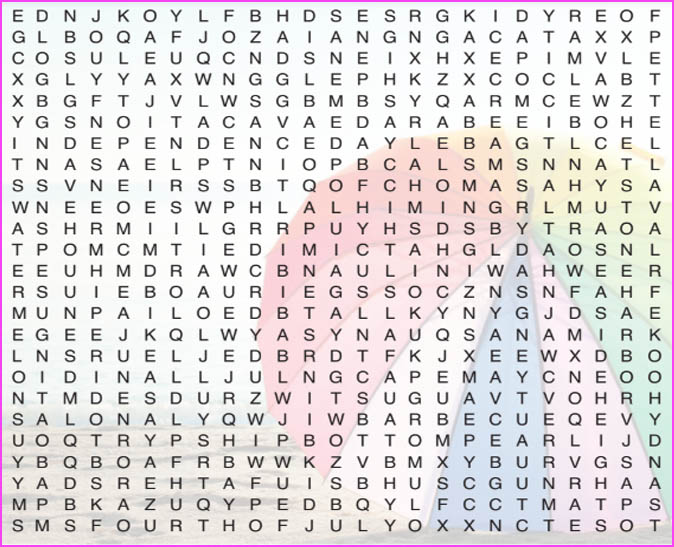 E D N J K O Y L F B H D S E S R G K I D Y R E O F
G L B O Q A F J O Z A I A N G N G A C A T A X X P
C O S U L E U Q C N D S N E I X H X E P I M V L E
X G L Y Y A X W N G G L E P H K Z X C O C L A B T
X B G F T J V L W S G B M B S Y Q A R M C E W Z T
Y G S N O I T A C A V A E D A R A B E E I B O H E
I N D E P E N D E N C E D A Y L E B A G T L C E L
T N A S A E L P T N I O P B C A L S M S N N A T L
S S V N E I R S S B T Q O F C H O M A S A H Y S A
W N E E O E S W P H L A L H I M I N G R L M U T V
A S H R M I I L G R R P U Y H S D S B Y T R A O A
T P O M C M T I E D I M I C T A H G L D A O S N L
E E U H M D R A W C B N A U L I N I W A H W E E R
R S U I E B O A U R I E G S S O C Z N S N F A H F
M U N P A I L O E D B T A L L K Y N Y G J D S A E
E G E E J K Q L W Y A S Y N A U Q S A N A M I R K
L N S R U E L J E D B R D T F K J X E E W X D B O
O I D I N A L L J U L N G C A P E M A Y C N E O O
N T M D E S D U R Z W I T S U G U A V T V O H R H
S A L O N A L Y Q W J I W B A R B E C U E Q E V Y
U O Q T R Y P S H I P B O T T O M P E A R L I J D
Y B Q B O A F R B W W K Z V B M X Y B U R V G S N
Y A D S R E H T A F U I S B H U S C G U N R H A A
M P B K A Z U Q Y P E D B Q Y L F C C T M A T P S
S M S F O U R T H O F J U L Y O X X N C T E S O T